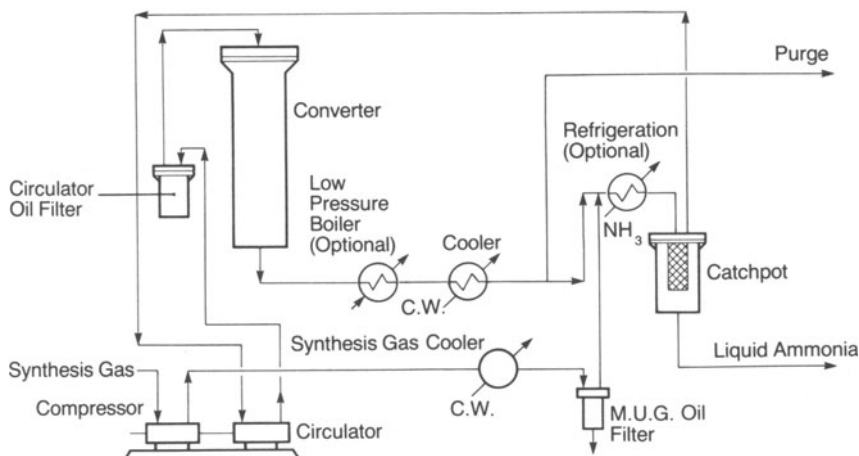 Purge
Converter
Refrigeration
(Optional)
Circulator
Oil Filter
Low
Pressure
Boiler
(Optional)
Cooler
NH3
Catchpot
C.W.
Synthesis Gas Cooler
Liquid Ammonia
Synthesis Gas
Compressor
C.W.
Circulator
M.U.G. Oil
Filter